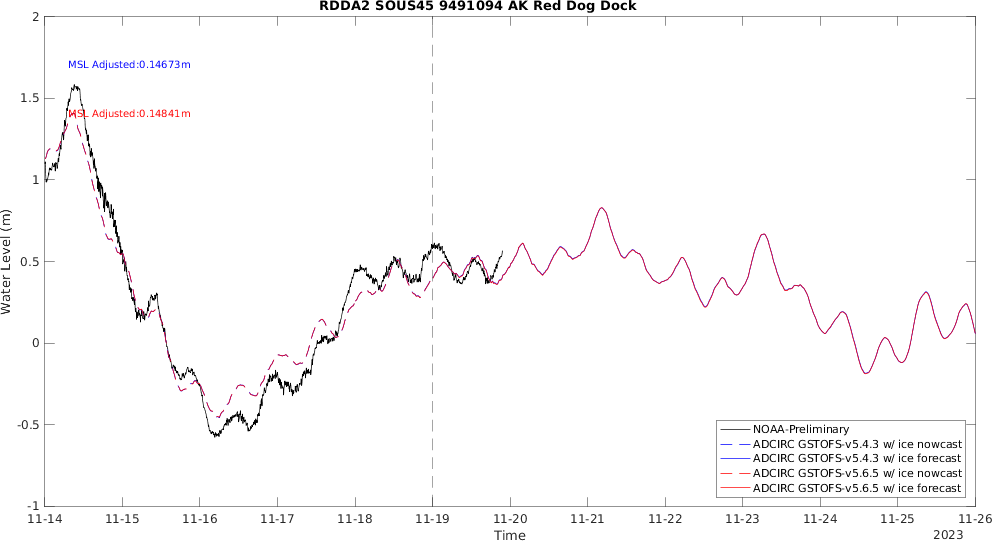 RDDA2 SOUS45 9491094 AK Red Dog Dock
MSL Adjusted:0.14673m
MSL Adjusted:0.14841m
Water Level (m)
2
1.5
1
0.5
0
-0.5
-1
NOAA-Preliminary
ADCIRC GSTOFS-v5.4.3 w/ ice nowcast
ADCIRC GSTOFS-v5.4.3 w/ ice forecast
ADCIRC GSTOFS-v5.6.5 w/ ice nowcast
ADCIRC GSTOFS-v5.6.5 w/ ice forecast
11-14 11-15 11-16 11-17 11-18 11-19 11-20 11-21 11-22 11-23 11-24 11-25 11-26
Time
2023